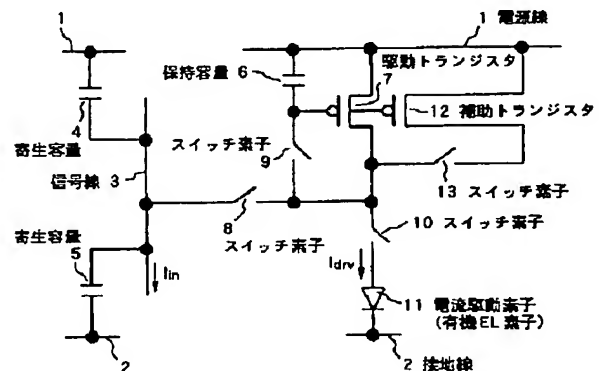 1
1 電源線
駆動トランジスタ
7
保持容量 6
12 補助トランジスタ
4
寄生容量
スイッチ素子
9
信号線 3
13 スイッチ素子
8
スイッチ素子
10 スイッチ素子
寄生容量
5
Iin
Idrv
11 電流駆動素子
(有機EL素子)
2
2 接地線